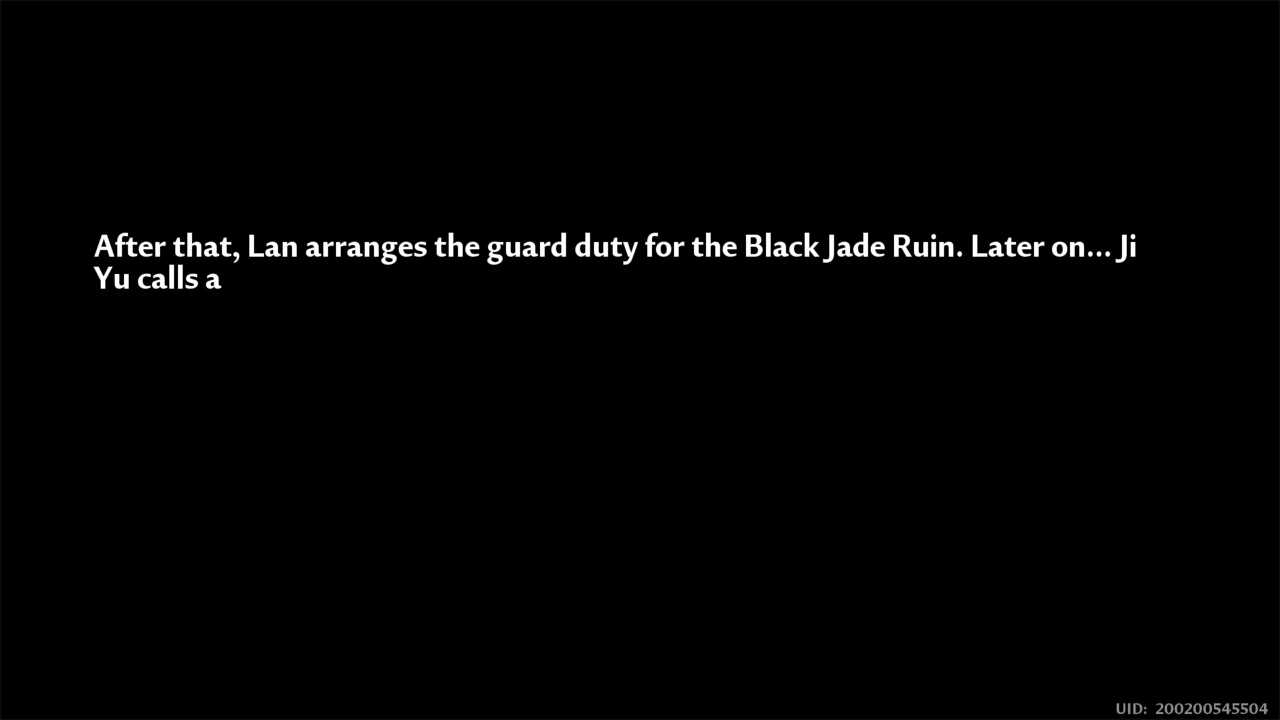 After that, Lan arranges the guard duty for the Black Jade Ruin. Later on... Ji
Yu calls a
UID: 200200545504